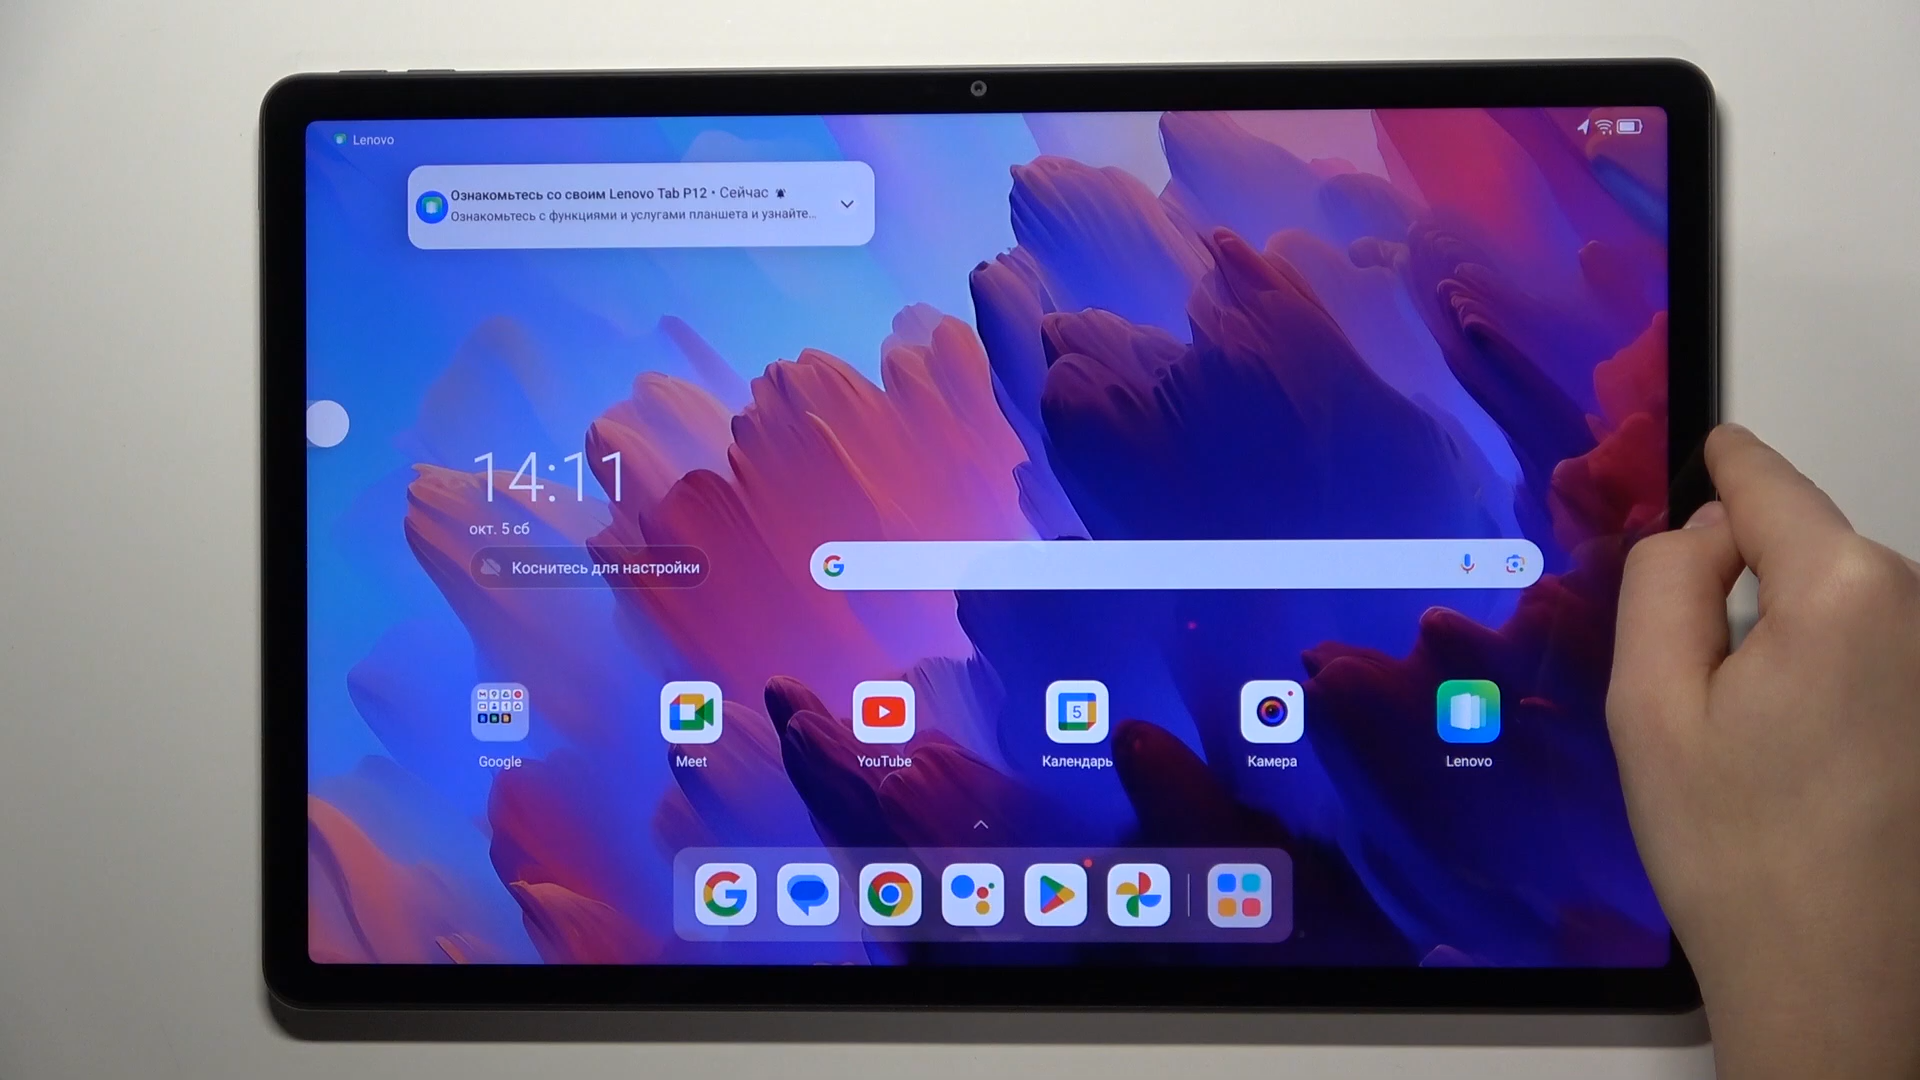 Lenovo
Ознакомьтесь со своим Lenovo Tab P12 • Сейчас
Ознакомьтесь с функциями и услугами планшета и узнайте...
14:11
окт. 5 сб
Коснитесь для настройки
5
Google
Meet
YouTube
Календарь
Камера
Lenovo